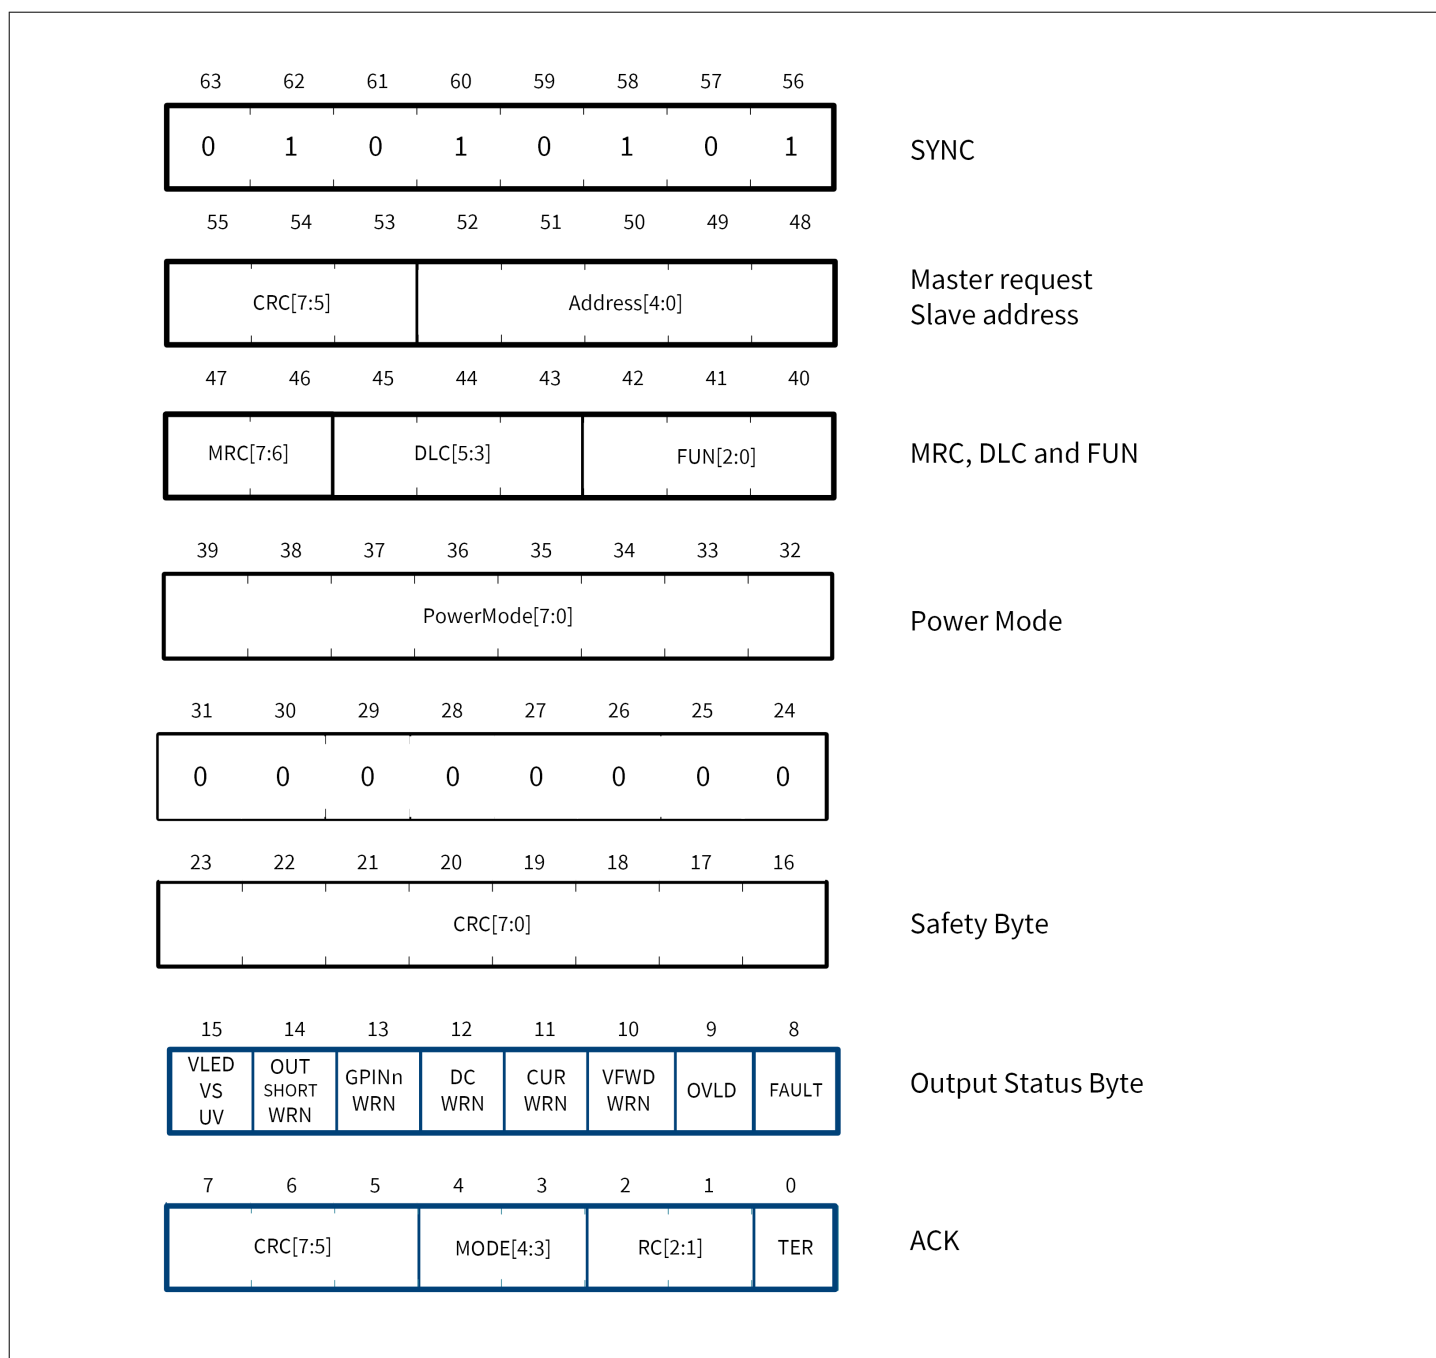 63 62 61 60 59 58 57 56
0 1 0 1 0 1 0 1
SYNC
55 54 53 52 51 50 49 48
CRC[7:5] Address[4:0]
Master request
Slave address
47 46 45 44 43 42 41 40
MRC[7:6] DLC[5:3] FUN[2:0]
MRC, DLC and FUN
39 38 37 36 35 34 33 32
PowerMode[7:0]
Power Mode
31 30 29 28 27 26 25 24
0 0 0 0 0 0 0 0
23 22 21 20 19 18 17 16
CRC[7:0]
Safety Byte
15 14 13 12 11 10 9 8
VLED
VS
UV
OUT
SHORT
WRN
GPINn
WRN
DC
WRN
CUR
WRN
VFWD
WRN
OVLD
FAULT
Output Status Byte
7 6 5 4 3 2 1 0
CRC[7:5] MODE[4:3] RC[2:1] TER
ACK